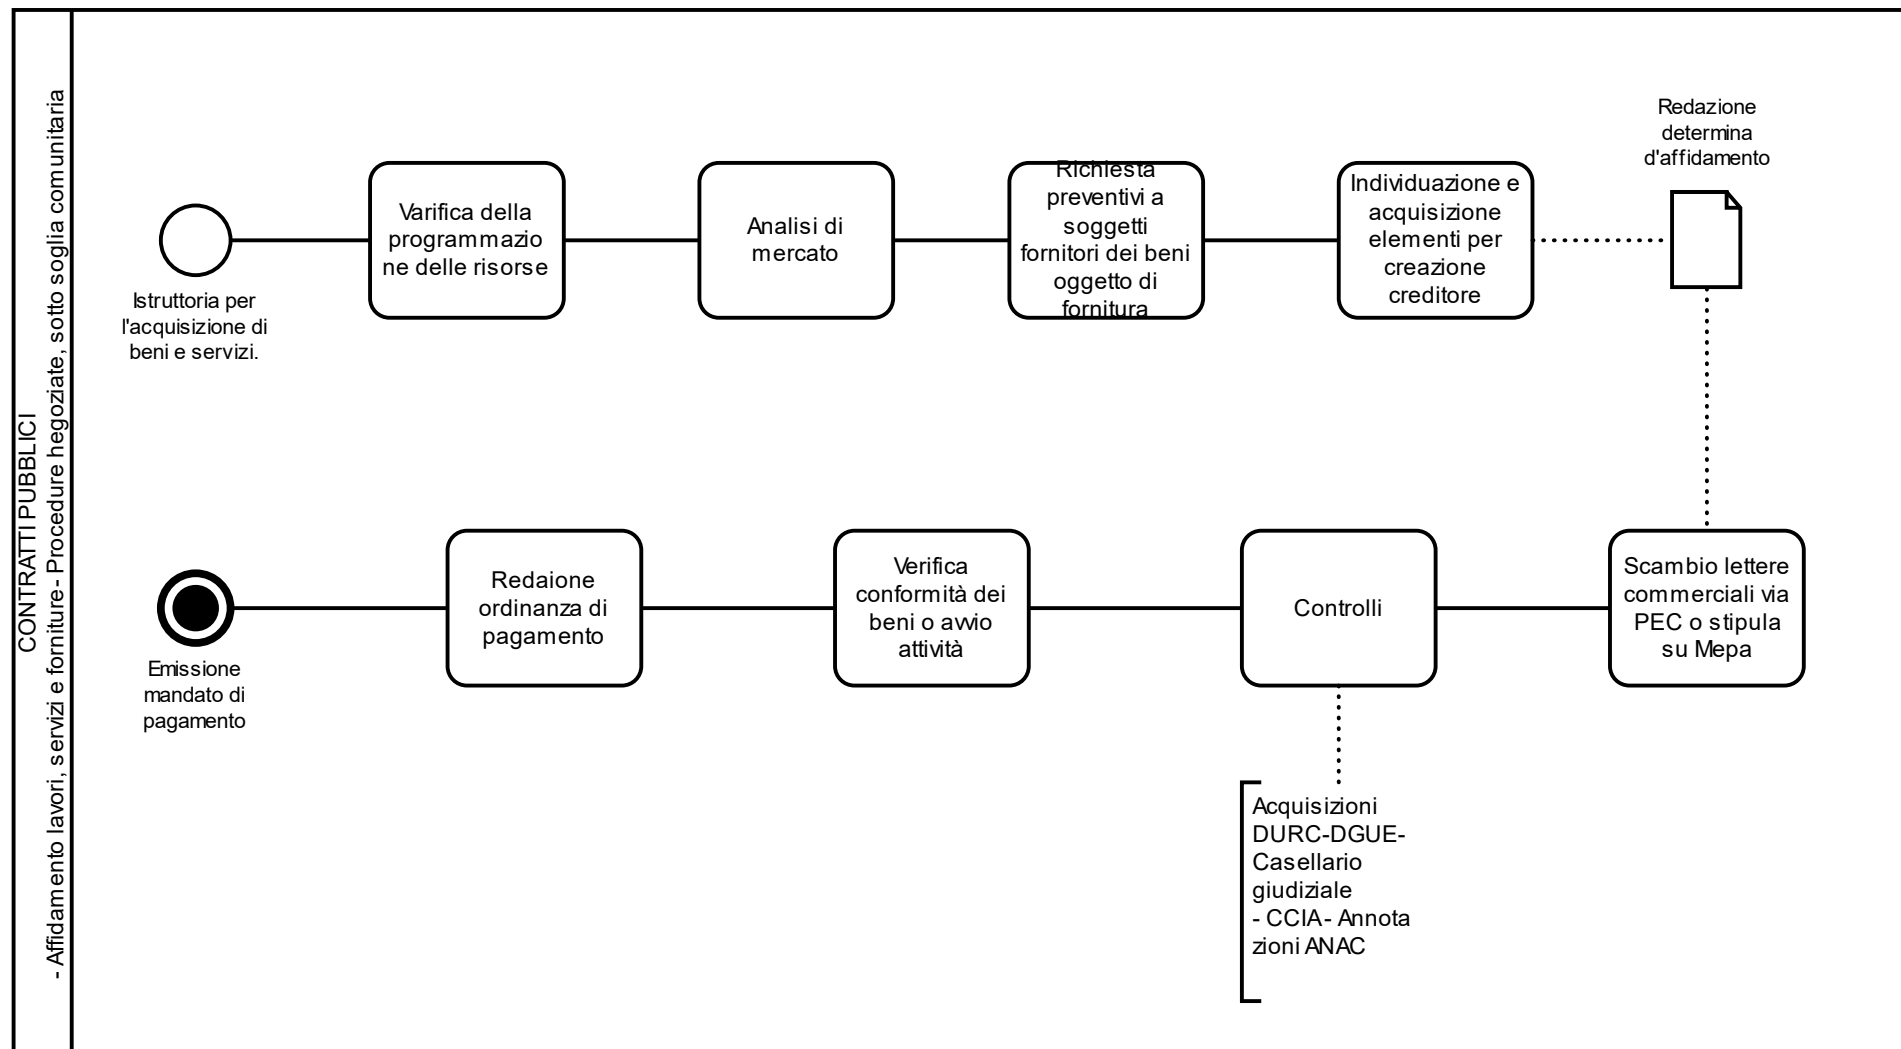 CONTRATTI PUBBLICI
- Affidamento lavori, servizi e forniture- Procedure negoziate, sotto soglia comunitaria
Istruttoria per
l'acquisizione di
beni e servizi.
Varifica della
programmazio
ne delle risorse
Analisi di
mercato
Richiesta
preventivi a
soggetti
fornitori dei beni
oggetto di
fornitura
Individuazione e
acquisizione
elementi per
creazione
creditore
Redazione
determina
d'affidamento
Emissione
mandato di
pagamento
Redaione
ordinanza di
pagamento
Verifica
conformità dei
beni o avvio
attività
Controlli
Scambio lettere
commerciali via
PEC o stipula
su Mepa
Acquisizioni
DURC-DGUE-
Casellario
giudiziale
- CCIA- Annota
zioni ANAC